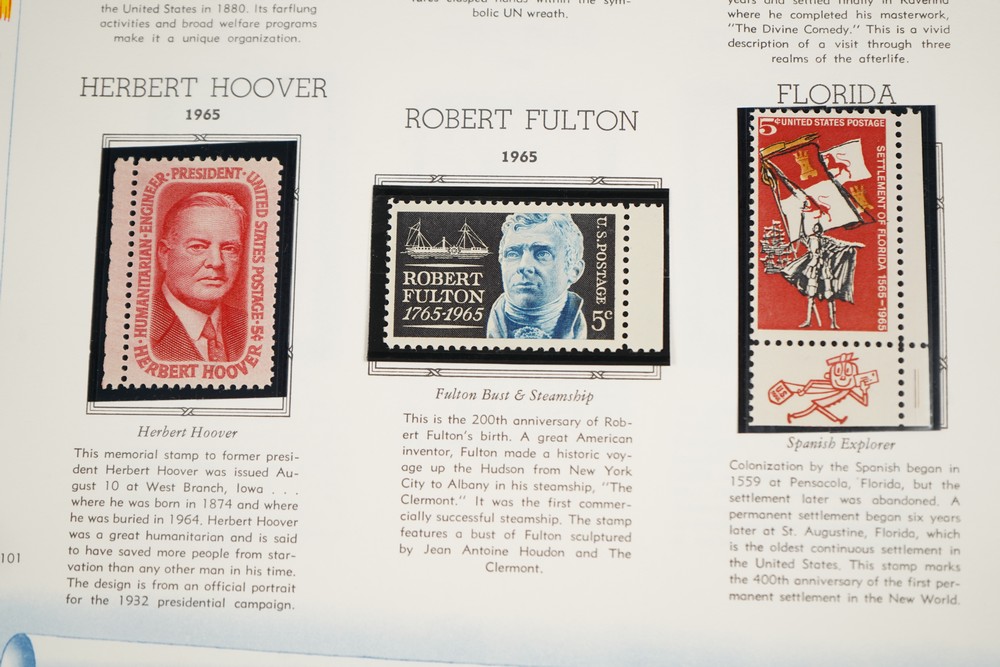 the United States in 1880. Its farflung
activities and broad welfare programs
make it a unique organization.
HERBERT HOOVER
1965
HUMANITARIAN·ENGINEER·PRESIDENT·UNITED STATES POSTAGE·5¢
HERBERT HOOVER
Herbert Hoover
This memorial stamp to former presi-
dent Herbert Hoover was issued Au-
gust 10 at West Branch, Iowa . . .
where he was born in 1874 and where
he was buried in 1964. Herbert Hoover
was a great humanitarian and is said
to have saved more people from star-
vation than any other man in his time.
The design is from an official portrait
for the 1932 presidential campaign.
101
clasped hands within the sym-
bolic UN wreath.
ROBERT FULTON
1965
ROBERT
FULTON
1765-1965
U.S. POSTAGE
5c
Fulton Bust & Steamship
This is the 200th anniversary of Rob-
ert Fulton's birth. A great American
inventor, Fulton made a historic voy-
age up the Hudson from New York
City to Albany in his steamship, "The
Clermont." It was the first commer-
cially successful steamship. The stamp
features a bust of Fulton sculptured
by Jean Antoine Houdon and The
Clermont.
years and settled finally in Ravenna
where he completed his masterwork,
"The Divine Comedy." This is a vivid
description of a visit through three
realms of the afterlife.
FLORIDA
5¢ UNITED STATES POSTAGE
SETTLEMENT OF FLORIDA 1565-1965
Spanish Explorer
Colonization by the Spanish began in
1559 at Pensacola, Florida, but the
settlement later was abandoned. A
permanent settlement began six years
later at St. Augustine, Florida, which
is the oldest continuous settlement in
the United States. This stamp marks
the 400th anniversary of the first per-
manent settlement in the New World.